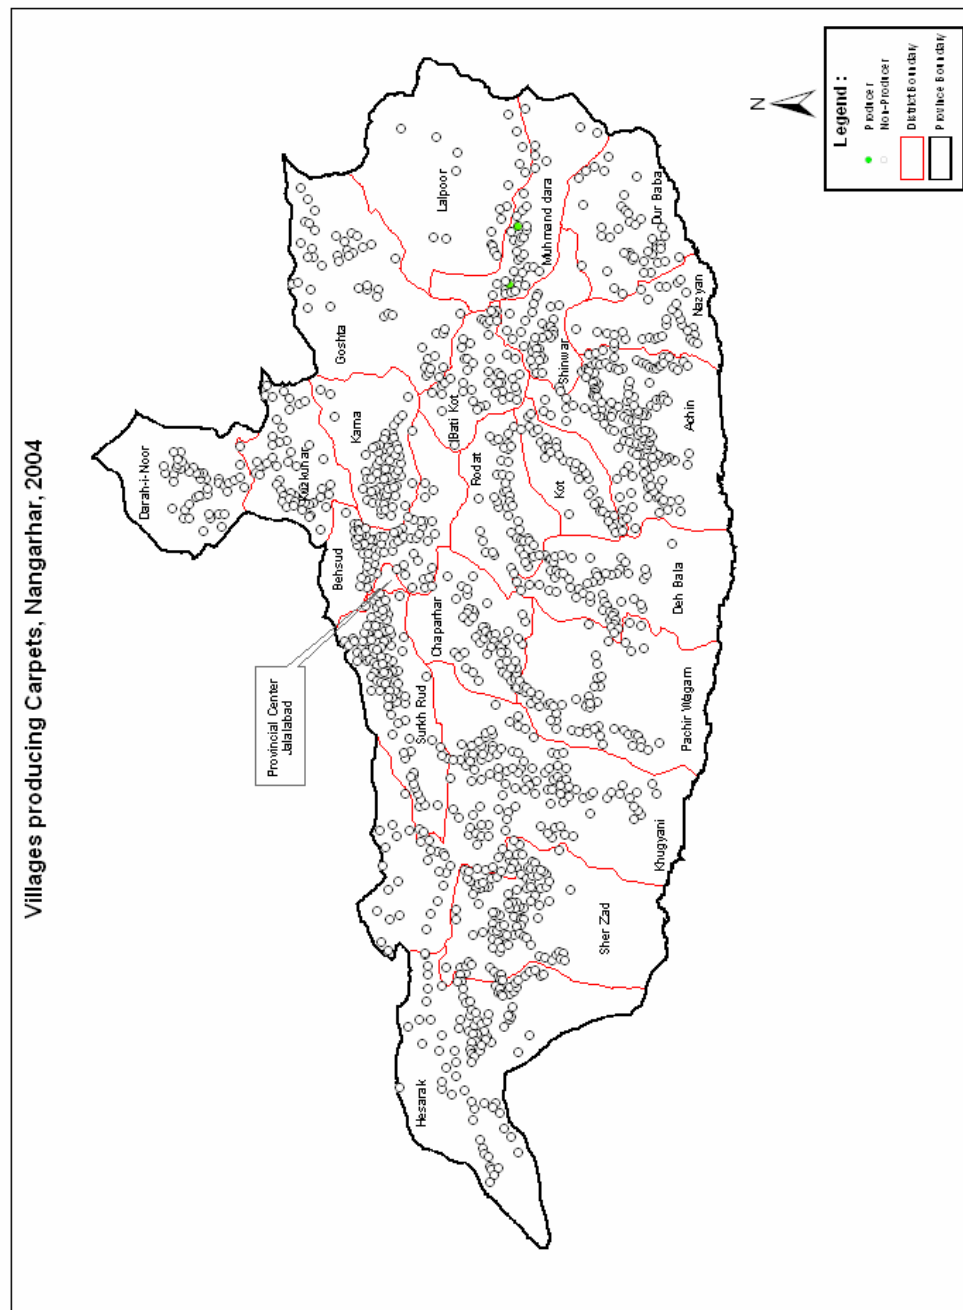 Villages producing Carpets, Nangarhar, 2004
Darah-i-Noor
Kuzkunar
Goshta
Lalpoor
Kama
Behsud
Provincial Center
Jalalabad
Surkh Rud
Chaparhar
Rodat
Bati Kot
Muhmand dara
Shinwar
Kot
Dur Baba
Nazyan
Achin
Deh Bala
Pachir Wagam
Khugyani
Sher Zad
Hesarak
N
Legend :
Producer
Non-Producer
District Boundary
Province Boundary